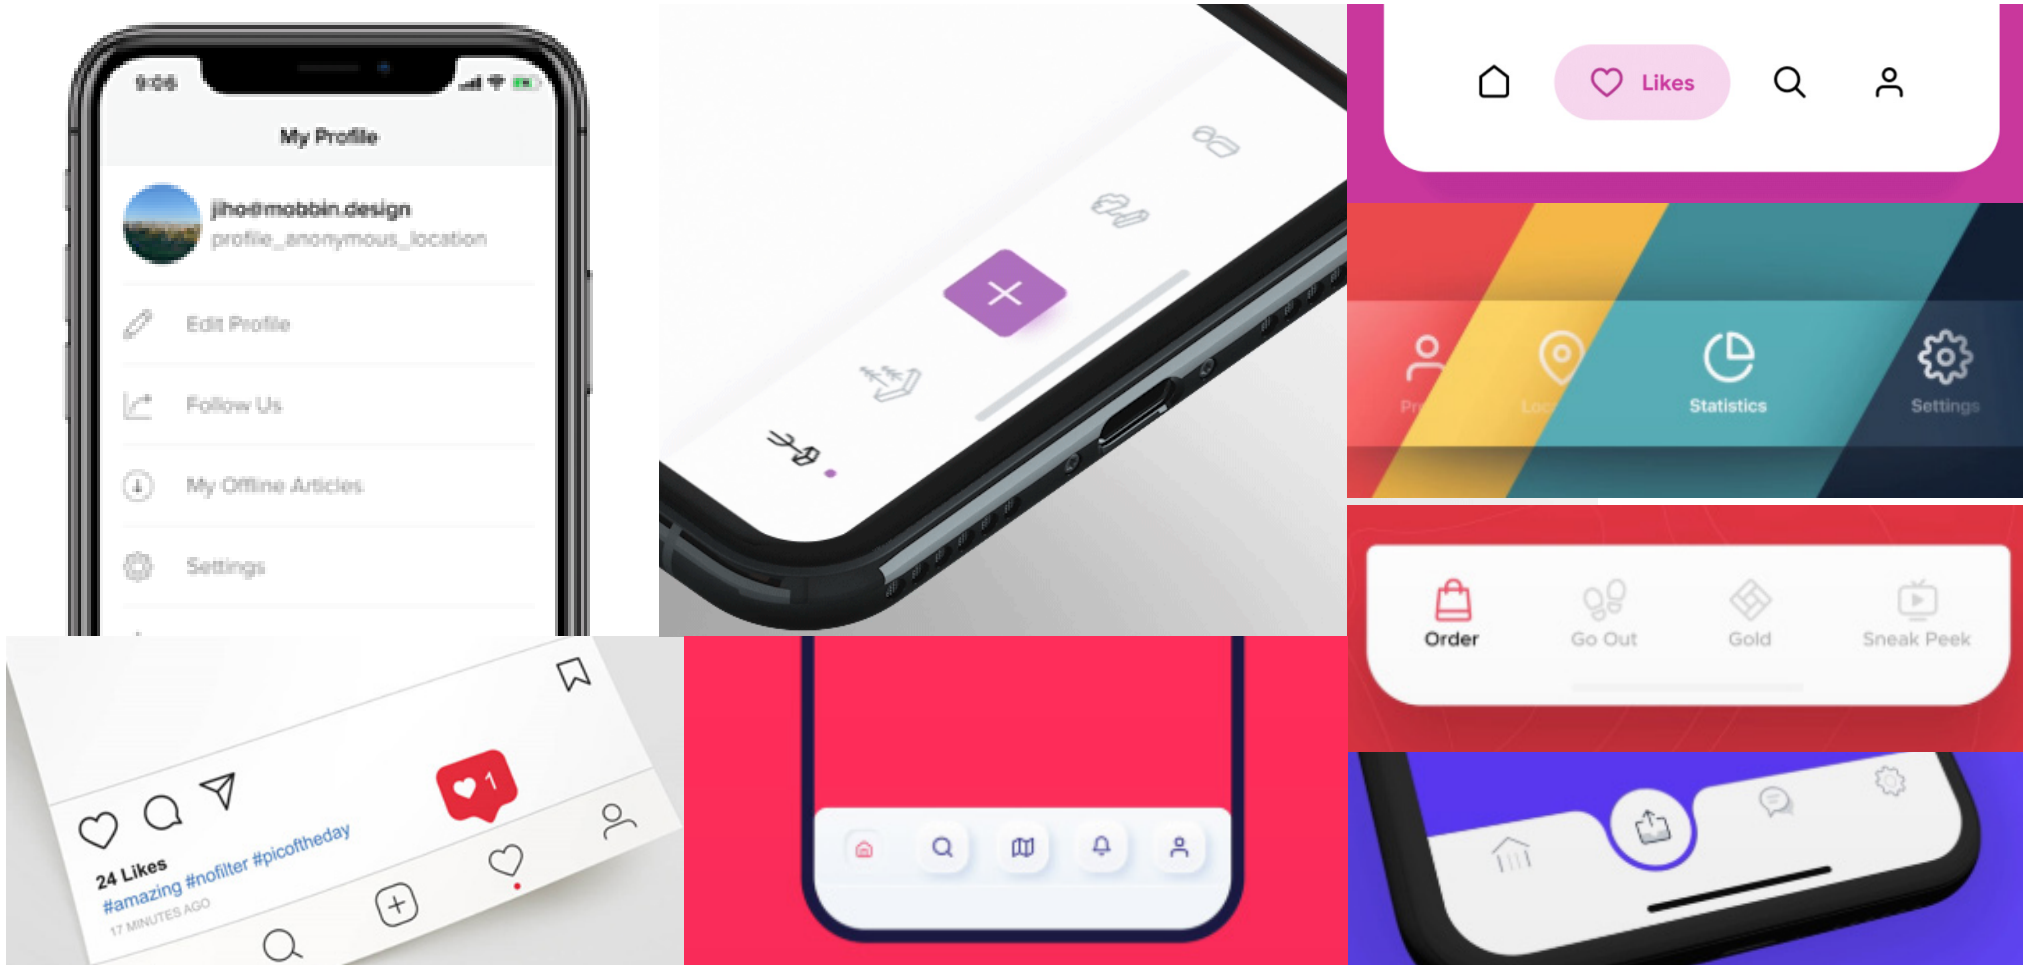 9:06
My Profile
jiho@mobbin.design
profile_anonymous_location
Edit Profile
Follow Us
My Offline Articles
Settings
Likes
Statistics
Settings
Order
Go Out
Gold
Sneak Peek
1
24 Likes
#amazing #nofilter #picoftheday
17 MINUTES AGO